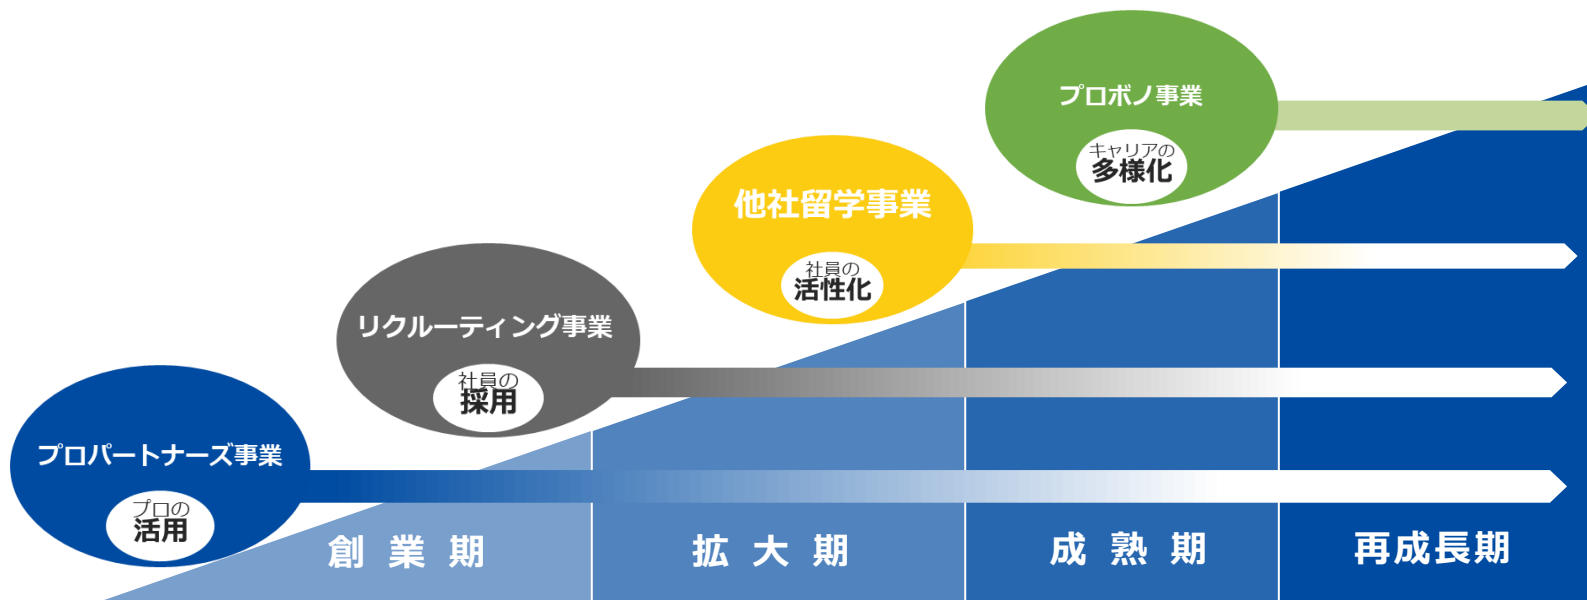 プロボノ事業
キャリアの
多様化
他社留学事業
社員の
活性化
リクルーティング事業
社員の
採用
プロパートナーズ事業
プロの
活用
創業期
拡大期
成熟期
再成長期